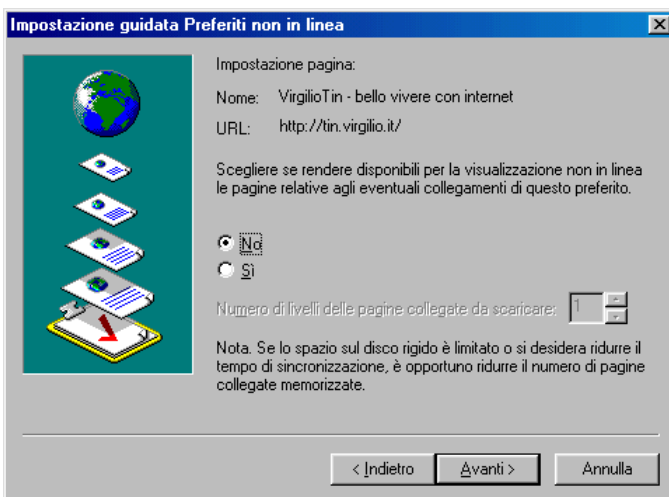 Impostazione guidata Preferiti non in linea
Impostazione pagina:
Nome: VirgilioTin - bello vivere con internet
URL: http://tin.virgilio.it/
Scegliere se rendere disponibili per la visualizzazione non in linea
le pagine relative agli eventuali collegamenti di questo preferito.
No
Sì
Numero di livelli delle pagine collegate da scaricare: 1
Nota. Se lo spazio sul disco rigido è limitato o si desidera ridurre il
tempo di sincronizzazione, è opportuno ridurre il numero di pagine
collegate memorizzate.
< Indietro Avanti > Annulla